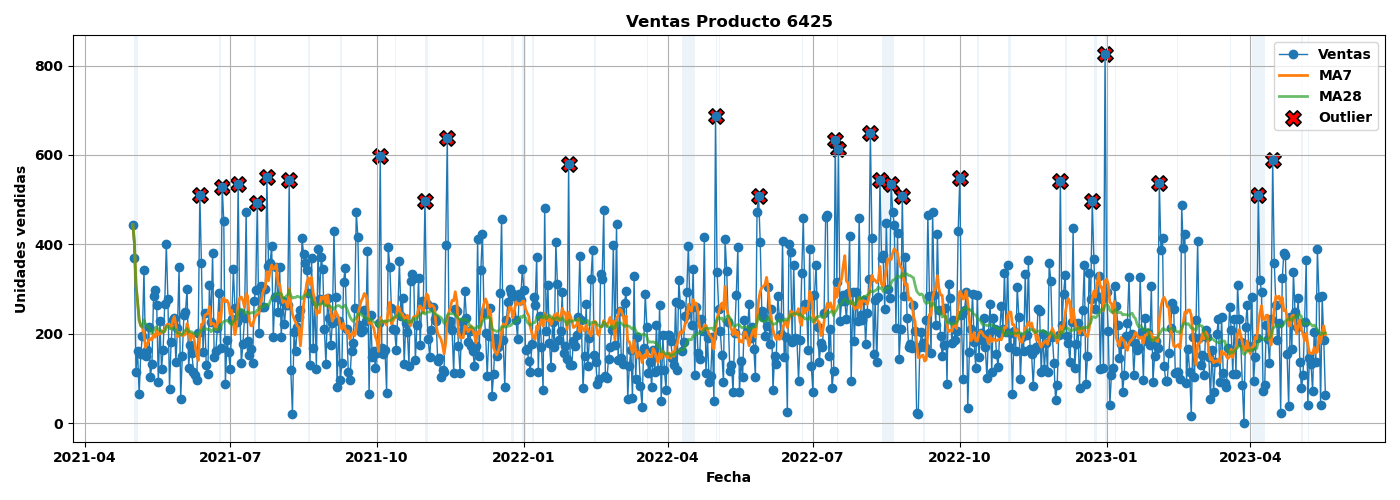 Ventas Producto 6425
Unidades vendidas
800
600
400
200
0
2021-04
2021-07
2021-10
2022-01
2022-04
2022-07
2022-10
2023-01
2023-04
Fecha
Ventas
MA7
MA28
Outlier